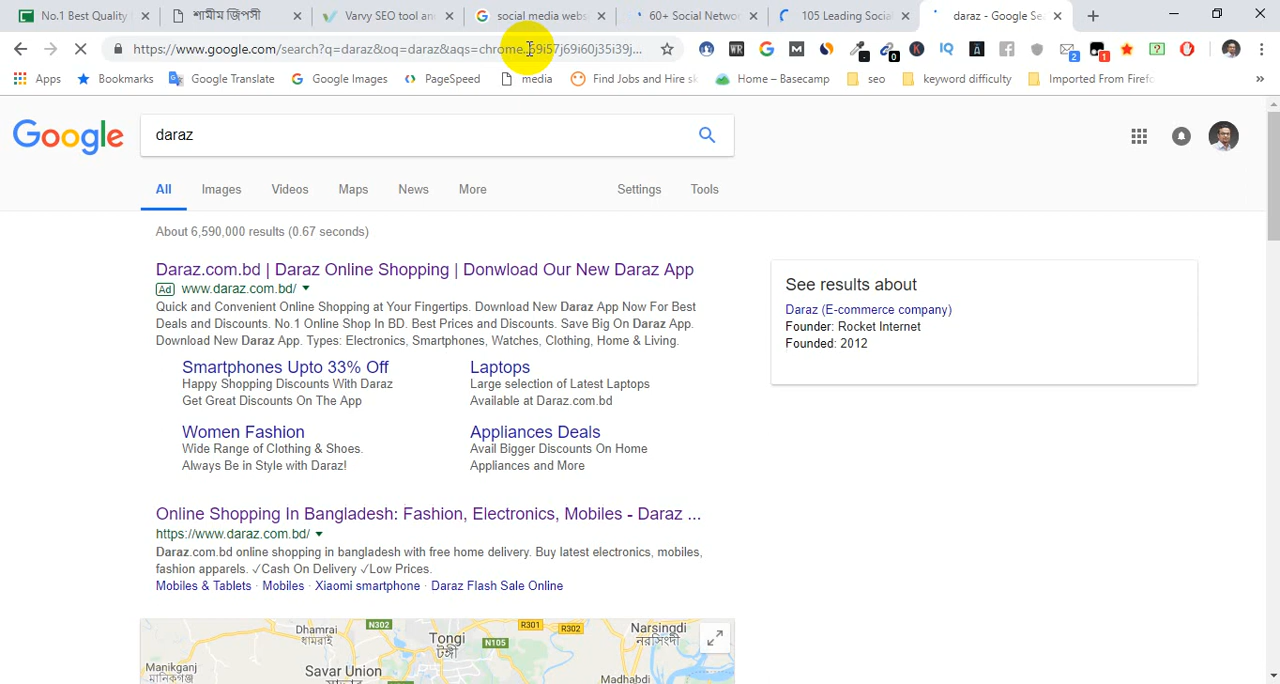 No.1 Best Quality
শামীম জিপসী
Varvy SEO tool an
social media webs
60+ Social Networ
105 Leading Social
daraz - Google Se
https://www.google.com/search?q=daraz&oq=daraz&aqs=chrome.69i57j69i60j35i39j...
Apps
Bookmarks
Google Translate
Google Images
PageSpeed
media
Find Jobs and Hire sk
Home – Basecamp
seo
keyword difficulty
Imported From Firefo
»
Google
daraz
All
Images
Videos
Maps
News
More
Settings
Tools
About 6,590,000 results (0.67 seconds)
Daraz.com.bd | Daraz Online Shopping | Donwload Our New Daraz App
Ad www.daraz.com.bd/
Quick and Convenient Online Shopping at Your Fingertips. Download New Daraz App Now For Best
Deals and Discounts. No.1 Online Shop In BD. Best Prices and Discounts. Save Big On Daraz App.
Download New Daraz App. Types: Electronics, Smartphones, Watches, Clothing, Home & Living.
Smartphones Upto 33% Off
Happy Shopping Discounts With Daraz
Get Great Discounts On The App
Laptops
Large selection of Latest Laptops
Available at Daraz.com.bd
Women Fashion
Wide Range of Clothing & Shoes.
Always Be in Style with Daraz!
Appliances Deals
Avail Bigger Discounts On Home
Appliances and More
Online Shopping In Bangladesh: Fashion, Electronics, Mobiles - Daraz ...
https://www.daraz.com.bd/
Daraz.com.bd online shopping in bangladesh with free home delivery. Buy latest electronics, mobiles,
fashion apparels. ✓Cash On Delivery ✓Low Prices.
Mobiles & Tablets · Mobiles · Xiaomi smartphone · Daraz Flash Sale Online
See results about
Daraz (E-commerce company)
Founder: Rocket Internet
Founded: 2012
N302
R301
R302
Dhamrai
ধামরাই
Tongi
টঙ্গী
N105
Narsingdi
নরসিংদী
Savar Union
Manikganj
মানিকগঞ্জ
Madhabdi